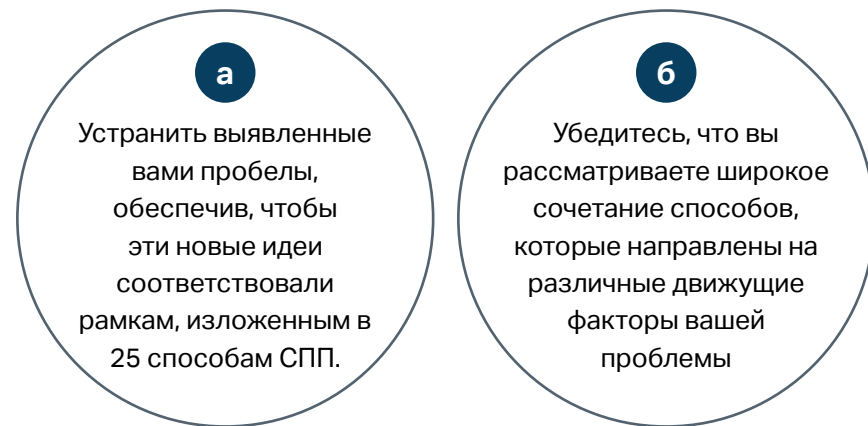 а
Устранить выявленные
вами пробелы,
обеспечив, чтобы
эти новые идеи
соответствовали
рамкам, изложенным в
25 способам СПП.
б
Убедитесь, что вы
рассматриваете широкое
сочетание способов,
которые направлены на
различные движущие
факторы вашей
проблемы